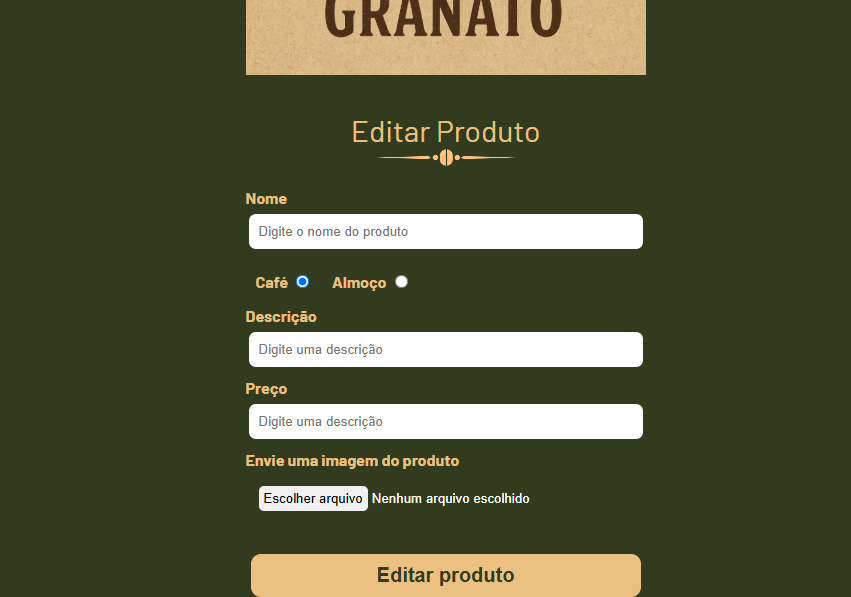 GRANATO
Editar Produto
Nome
Digite o nome do produto
Café Almoço
Descrição
Digite uma descrição
Preço
Digite uma descrição
Envie uma imagem do produto
Escolher arquivo Nenhum arquivo escolhido
Editar produto